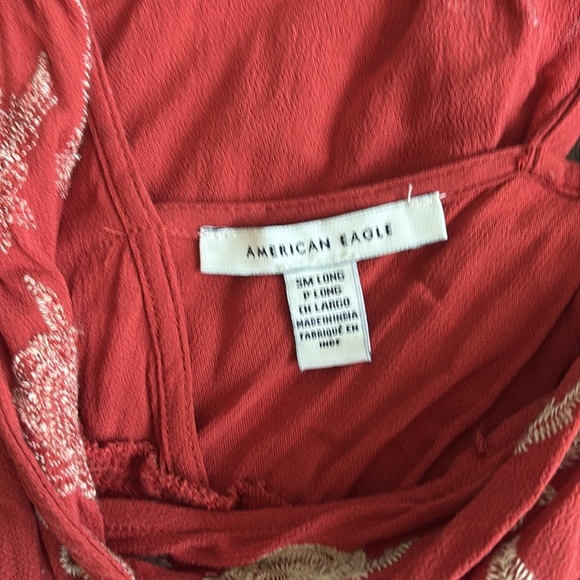 AMERICAN EAGLE
SM LONG
P LONG
CH LARGO
MADE IN INDIA
FABRIQUÉ EN
INDE